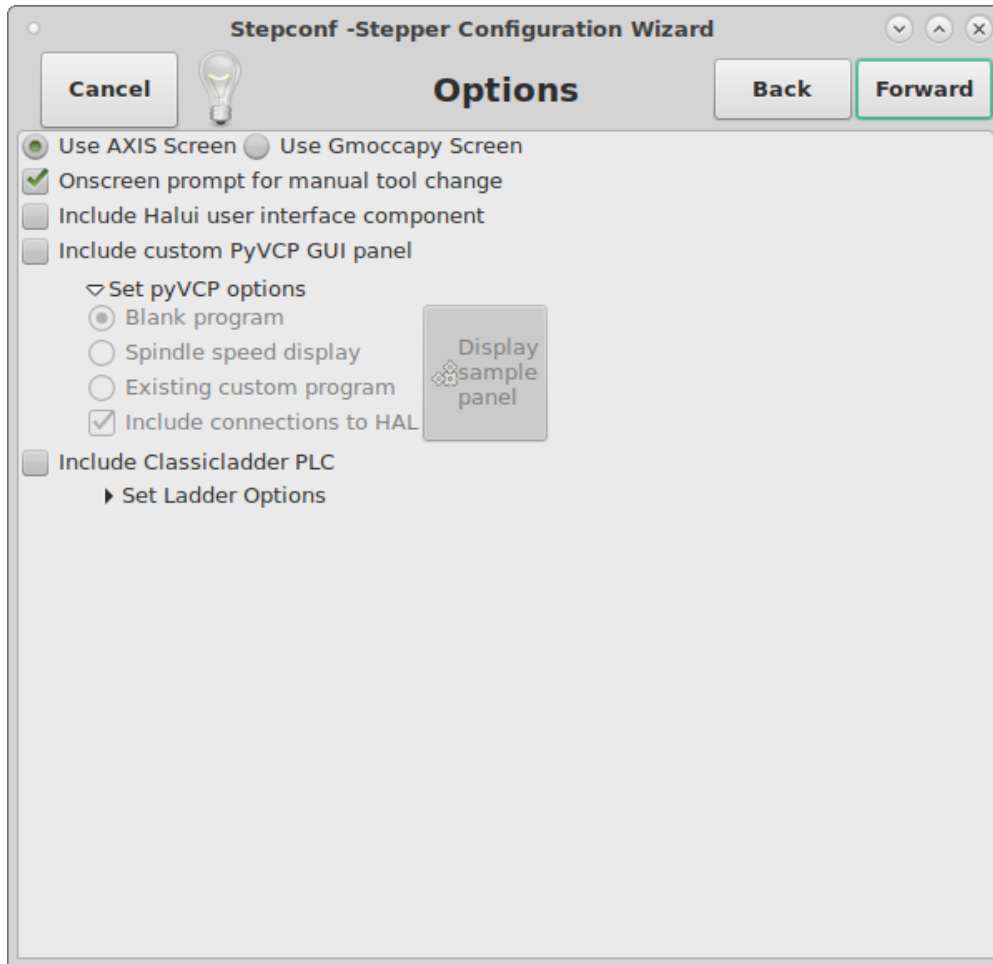 Stepconf -Stepper Configuration Wizard
Cancel Options Back Forward
Use AXIS Screen Use Gmoccapy Screen
Onscreen prompt for manual tool change
Include Halui user interface component
Include custom PyVCP GUI panel
Set pyVCP options
Blank program
Spindle speed display
Existing custom program
Include connections to HAL
Display
sample
panel
Include Classicladder PLC
Set Ladder Options